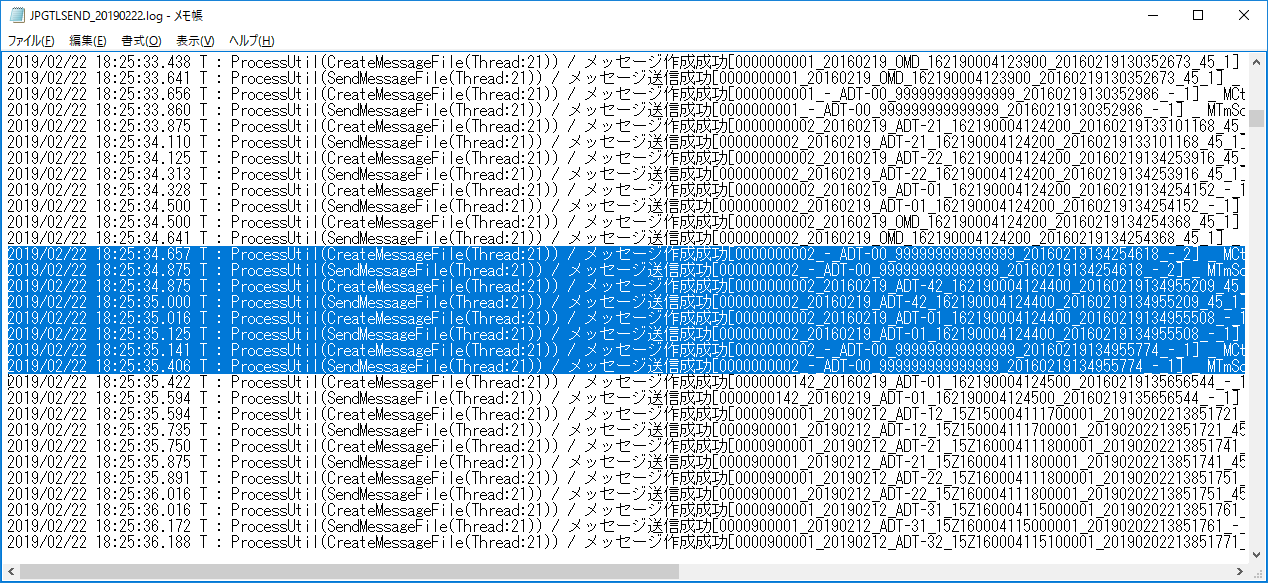 JPGTLSEND_20190222.log - メモ帳
ファイル(F) 編集(E) 書式(O) 表示(V) ヘルプ(H)
2019/02/22 18:25:33.438 T : ProcessUtil(CreateMessageFile(Thread:21)) / メッセージ作成成功[0000000001_20160219_OMD_162190004123900_20160219130352673_45_1]
2019/02/22 18:25:33.641 T : ProcessUtil(SendMessageFile(Thread:21)) / メッセージ送信成功[0000000001_20160219_OMD_162190004123900_20160219130352673_45_1] _
2019/02/22 18:25:33.656 T : ProcessUtil(CreateMessageFile(Thread:21)) / メッセージ作成成功[0000000001_-_ADT-00_999999999999999_20160219130352986_-_1] _ MCt
2019/02/22 18:25:33.860 T : ProcessUtil(SendMessageFile(Thread:21)) / メッセージ送信成功[0000000001_-_ADT-00_999999999999999_20160219130352986_-_1] _ MTmSc
2019/02/22 18:25:33.875 T : ProcessUtil(CreateMessageFile(Thread:21)) / メッセージ作成成功[0000000002_20160219_ADT-21_162190004124200_20160219133101168_45_
2019/02/22 18:25:34.110 T : ProcessUtil(SendMessageFile(Thread:21)) / メッセージ送信成功[0000000002_20160219_ADT-21_162190004124200_20160219133101168_45_1]
2019/02/22 18:25:34.125 T : ProcessUtil(CreateMessageFile(Thread:21)) / メッセージ作成成功[0000000002_20160219_ADT-22_162190004124200_20160219134253916_45_
2019/02/22 18:25:34.313 T : ProcessUtil(SendMessageFile(Thread:21)) / メッセージ送信成功[0000000002_20160219_ADT-22_162190004124200_20160219134253916_45_1]
2019/02/22 18:25:34.328 T : ProcessUtil(CreateMessageFile(Thread:21)) / メッセージ作成成功[0000000002_20160219_ADT-01_162190004124200_20160219134254152_-_1
2019/02/22 18:25:34.500 T : ProcessUtil(SendMessageFile(Thread:21)) / メッセージ送信成功[0000000002_20160219_ADT-01_162190004124200_20160219134254152_-_1]
2019/02/22 18:25:34.500 T : ProcessUtil(CreateMessageFile(Thread:21)) / メッセージ作成成功[0000000002_20160219_OMD_162190004124200_20160219134254368_45_1]
2019/02/22 18:25:34.641 T : ProcessUtil(SendMessageFile(Thread:21)) / メッセージ送信成功[0000000002_20160219_OMD_162190004124200_20160219134254368_45_1] _
2019/02/22 18:25:34.657 T : ProcessUtil(CreateMessageFile(Thread:21)) / メッセージ作成成功[0000000002_-_ADT-00_999999999999999_20160219134254618_-_2] _ MCt
2019/02/22 18:25:34.875 T : ProcessUtil(SendMessageFile(Thread:21)) / メッセージ送信成功[0000000002_-_ADT-00_999999999999999_20160219134254618_-_2] _ MTmSc
2019/02/22 18:25:34.875 T : ProcessUtil(CreateMessageFile(Thread:21)) / メッセージ作成成功[0000000002_20160219_ADT-42_162190004124400_20160219134955209_45_
2019/02/22 18:25:35.000 T : ProcessUtil(SendMessageFile(Thread:21)) / メッセージ送信成功[0000000002_20160219_ADT-42_162190004124400_20160219134955209_45_1]
2019/02/22 18:25:35.016 T : ProcessUtil(CreateMessageFile(Thread:21)) / メッセージ作成成功[0000000002_20160219_ADT-01_162190004124400_20160219134955508_-_1
2019/02/22 18:25:35.125 T : ProcessUtil(SendMessageFile(Thread:21)) / メッセージ送信成功[0000000002_20160219_ADT-01_162190004124400_20160219134955508_-_1]
2019/02/22 18:25:35.141 T : ProcessUtil(CreateMessageFile(Thread:21)) / メッセージ作成成功[0000000002_-_ADT-00_999999999999999_20160219134955774_-_1] _ MCt
2019/02/22 18:25:35.406 T : ProcessUtil(SendMessageFile(Thread:21)) / メッセージ送信成功[0000000002_-_ADT-00_999999999999999_20160219134955774_-_1] _ MTmSc
2019/02/22 18:25:35.422 T : ProcessUtil(CreateMessageFile(Thread:21)) / メッセージ作成成功[0000000142_20160219_ADT-01_162190004124500_20160219135656544_-_1
2019/02/22 18:25:35.594 T : ProcessUtil(SendMessageFile(Thread:21)) / メッセージ送信成功[0000000142_20160219_ADT-01_162190004124500_20160219135656544_-_1]
2019/02/22 18:25:35.594 T : ProcessUtil(CreateMessageFile(Thread:21)) / メッセージ作成成功[0000900001_20190212_ADT-12_15Z150004111700001_20190202213851721_
2019/02/22 18:25:35.735 T : ProcessUtil(SendMessageFile(Thread:21)) / メッセージ送信成功[0000900001_20190212_ADT-12_15Z150004111700001_20190202213851721_45
2019/02/22 18:25:35.750 T : ProcessUtil(CreateMessageFile(Thread:21)) / メッセージ作成成功[0000900001_20190212_ADT-21_15Z160004111800001_20190202213851741_
2019/02/22 18:25:35.875 T : ProcessUtil(SendMessageFile(Thread:21)) / メッセージ送信成功[0000900001_20190212_ADT-21_15Z160004111800001_20190202213851741_45
2019/02/22 18:25:35.891 T : ProcessUtil(CreateMessageFile(Thread:21)) / メッセージ作成成功[0000900001_20190212_ADT-22_15Z160004111800001_20190202213851751_
2019/02/22 18:25:36.016 T : ProcessUtil(SendMessageFile(Thread:21)) / メッセージ送信成功[0000900001_20190212_ADT-22_15Z160004111800001_20190202213851751_45
2019/02/22 18:25:36.016 T : ProcessUtil(CreateMessageFile(Thread:21)) / メッセージ作成成功[0000900001_20190212_ADT-31_15Z160004115000001_20190202213851761_
2019/02/22 18:25:36.172 T : ProcessUtil(SendMessageFile(Thread:21)) / メッセージ送信成功[0000900001_20190212_ADT-31_15Z160004115000001_20190202213851761_-_
2019/02/22 18:25:36.188 T : ProcessUtil(CreateMessageFile(Thread:21)) / メッセージ作成成功[0000900001_20190212_ADT-32_15Z160004115100001_20190202213851771_